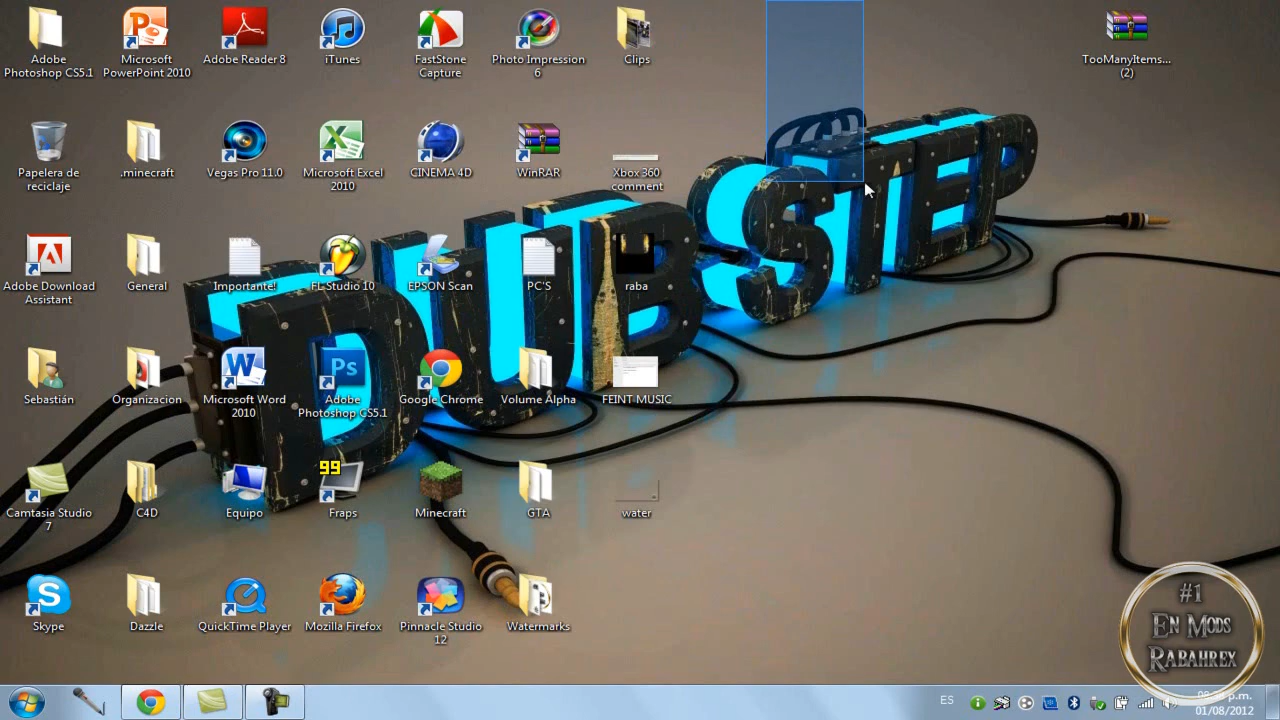 Adobe
Photoshop CS5.1
Microsoft
PowerPoint 2010
Adobe Reader 8
iTunes
FastStone
Capture
Photo Impression
6
Clips
TooManyItems...
(2)
Papelera de
reciclaje
.minecraft
Vegas Pro 11.0
Microsoft Excel
2010
CINEMA 4D
WinRAR
Xbox 360
comment
DUBSTEP
Adobe Download
Assistant
General
Importante!
FL Studio 10
EPSON Scan
PC'S
raba
Sebastián
Organizacion
Microsoft Word
2010
Adobe
Photoshop CS5.1
Google Chrome
Volume Alpha
FEINT MUSIC
99
Camtasia Studio
7
C4D
Equipo
Fraps
Minecraft
GTA
water
Skype
Dazzle
QuickTime Player
Mozilla Firefox
Pinnacle Studio
12
Watermarks
#1
En Mods
Rabahrex
ES
p.m.
01/08/2012